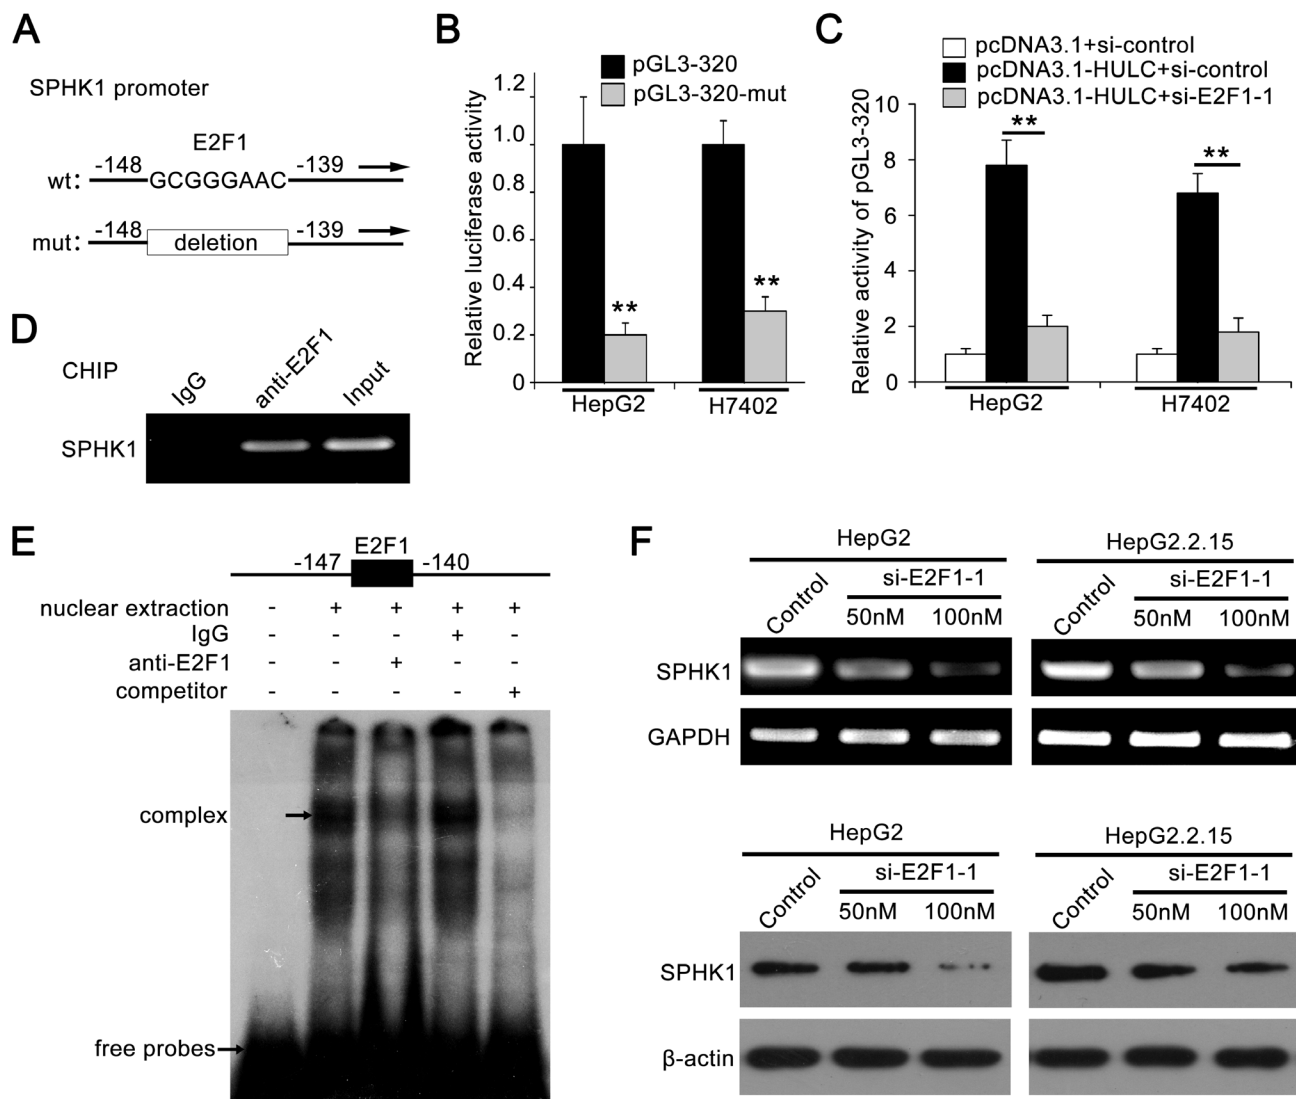 A
SPHK1 promoter
E2F1
-148 -139
wt: GCGGGAAC
-148 -139
mut: deletion
B
pGL3-320
pGL3-320-mut
Relative luciferase activity
1.2
1.0
0.8
0.6
0.4
0.2
0
**
**
HepG2 H7402
C
pcDNA3.1+si-control
pcDNA3.1-HULC+si-control
pcDNA3.1-HULC+si-E2F1-1
Relative activity of pGL3-320
10
8
6
4
2
0
**
**
HepG2 H7402
D
CHIP IgG anti-E2F1 Input
SPHK1
E
E2F1
-147 -140
nuclear extraction - + + + +
IgG - - - + -
anti-E2F1 - - + - -
competitor - - - - +
complex
free probes
F
HepG2 HepG2.2.15
Control si-E2F1-1 Control si-E2F1-1
50nM 100nM 50nM 100nM
SPHK1
GAPDH
HepG2 HepG2.2.15
Control si-E2F1-1 Control si-E2F1-1
50nM 100nM 50nM 100nM
SPHK1
β-actin